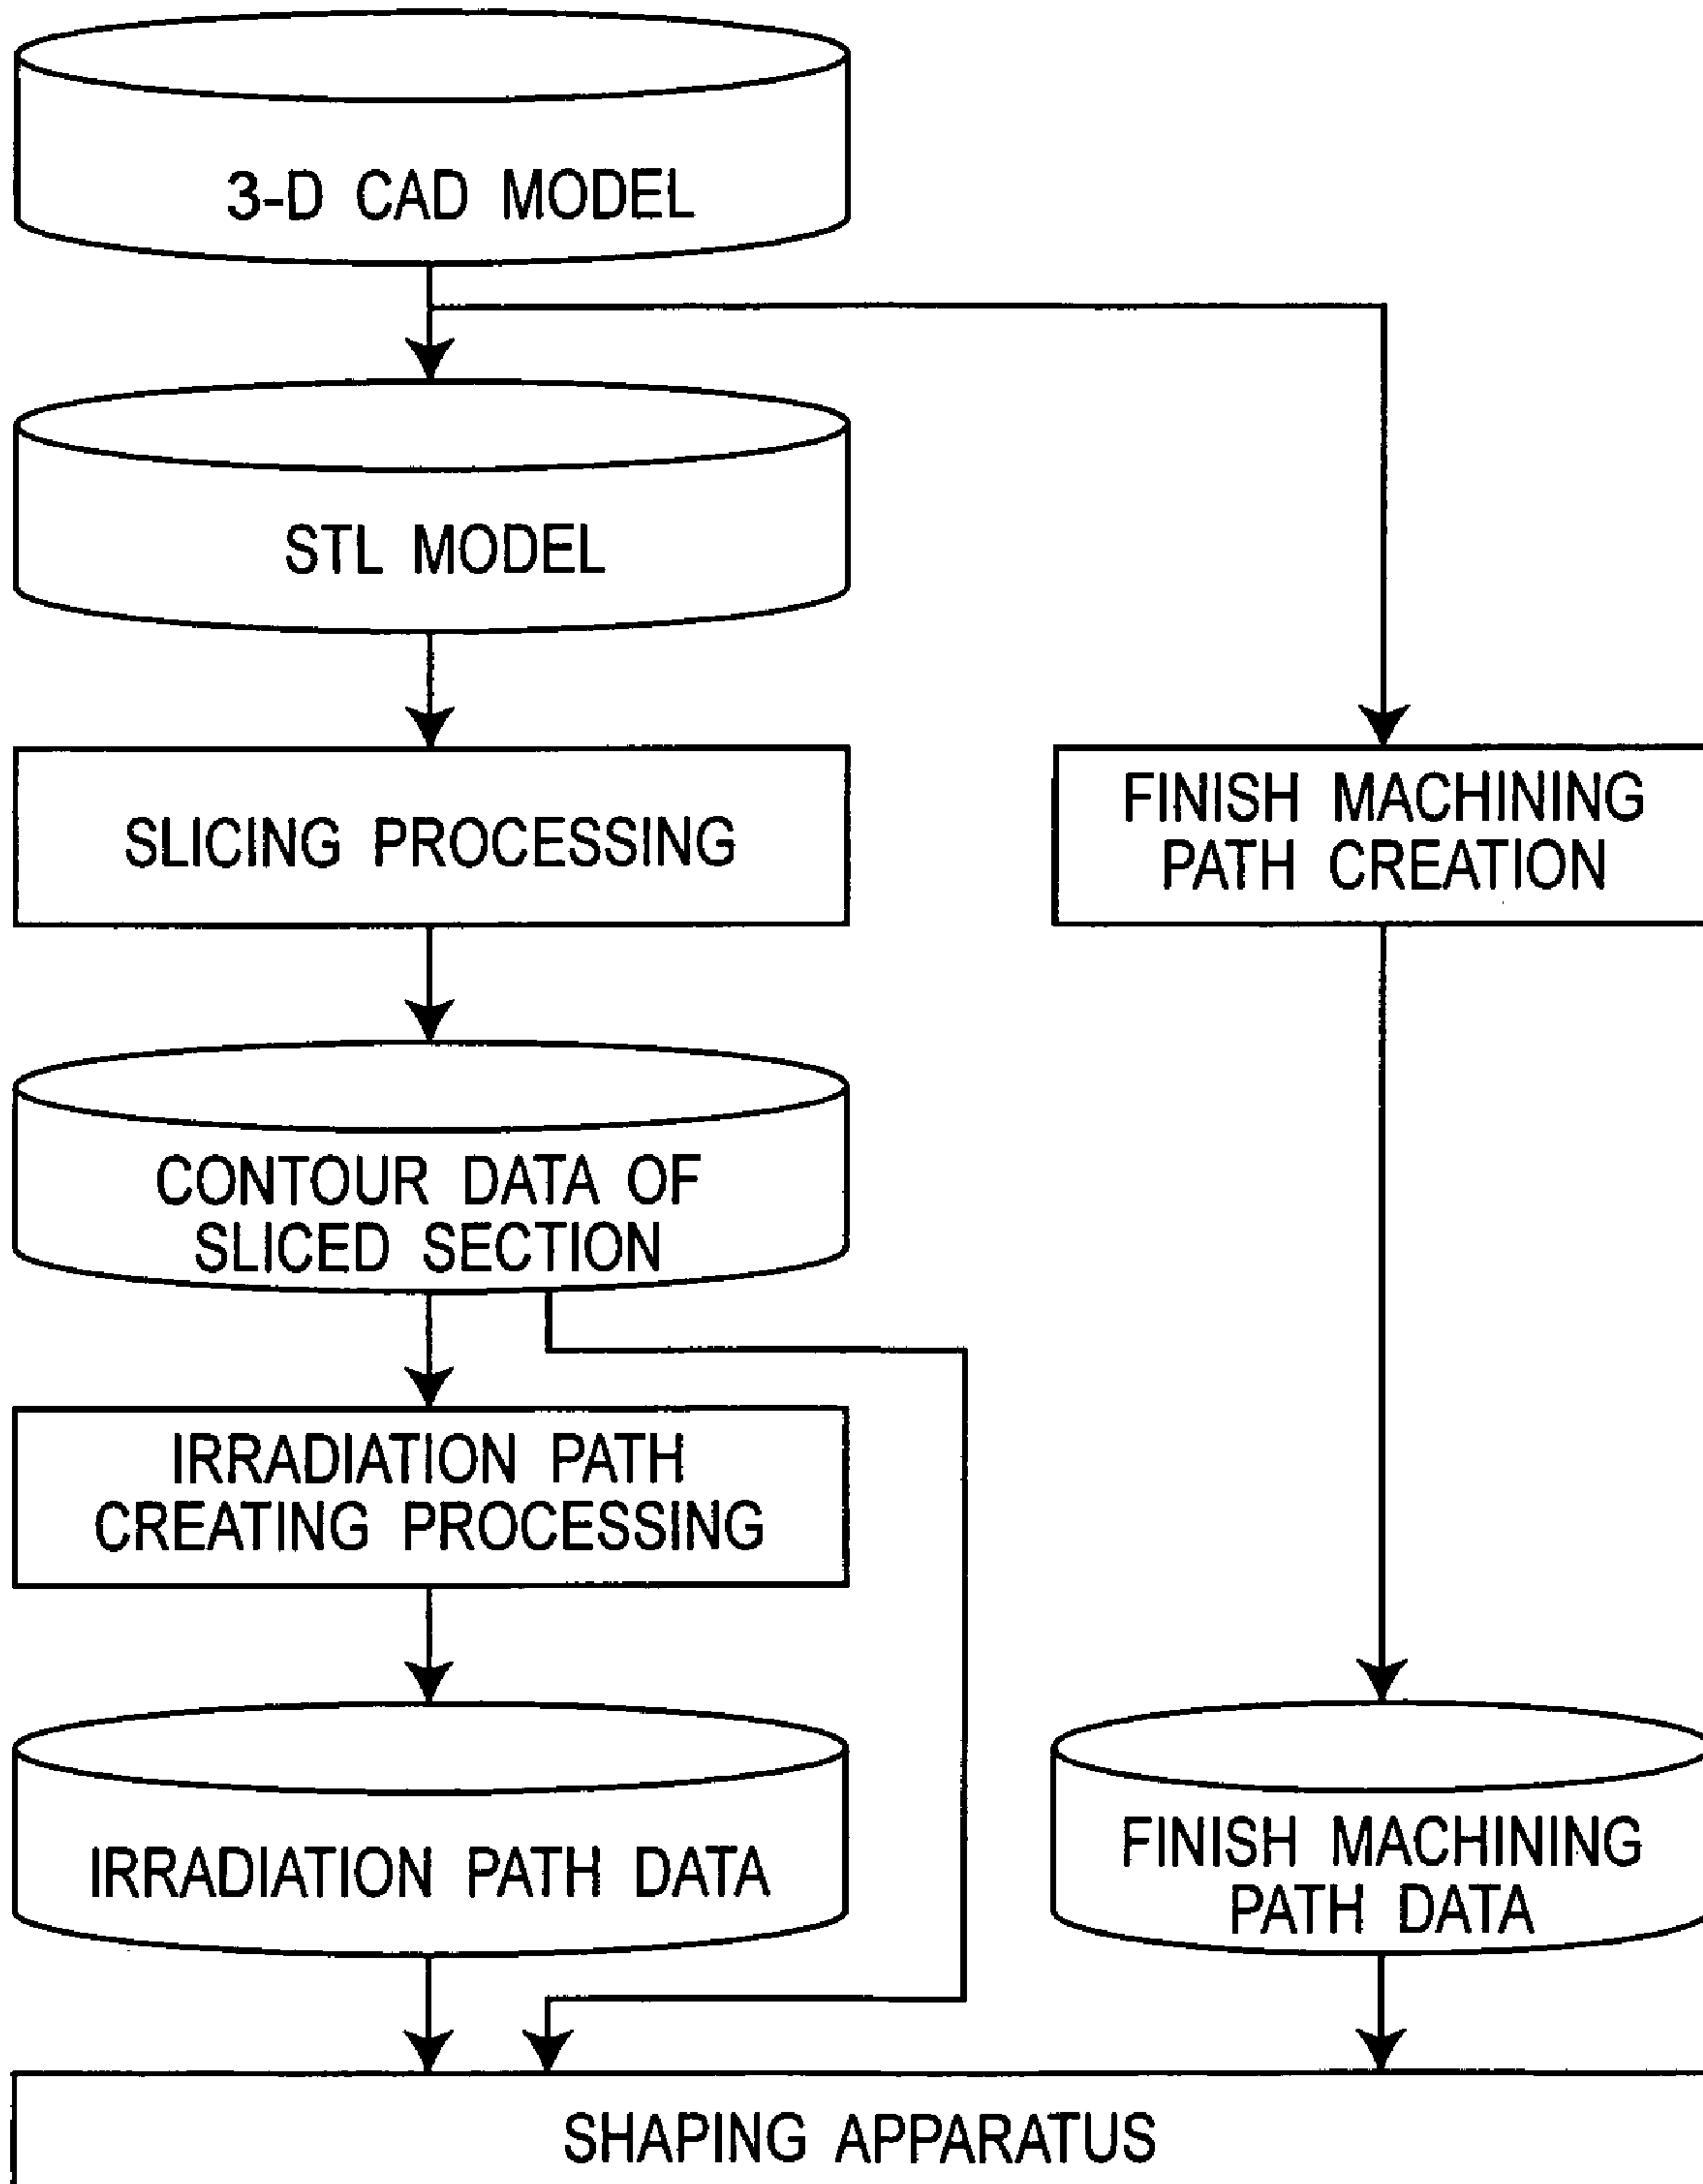 3-D CAD MODEL
STL MODEL
SLICING PROCESSING
FINISH MACHINING
PATH CREATION
CONTOUR DATA OF
SLICED SECTION
IRRADIATION PATH
CREATING PROCESSING
IRRADIATION PATH DATA
FINISH MACHINING
PATH DATA
SHAPING APPARATUS